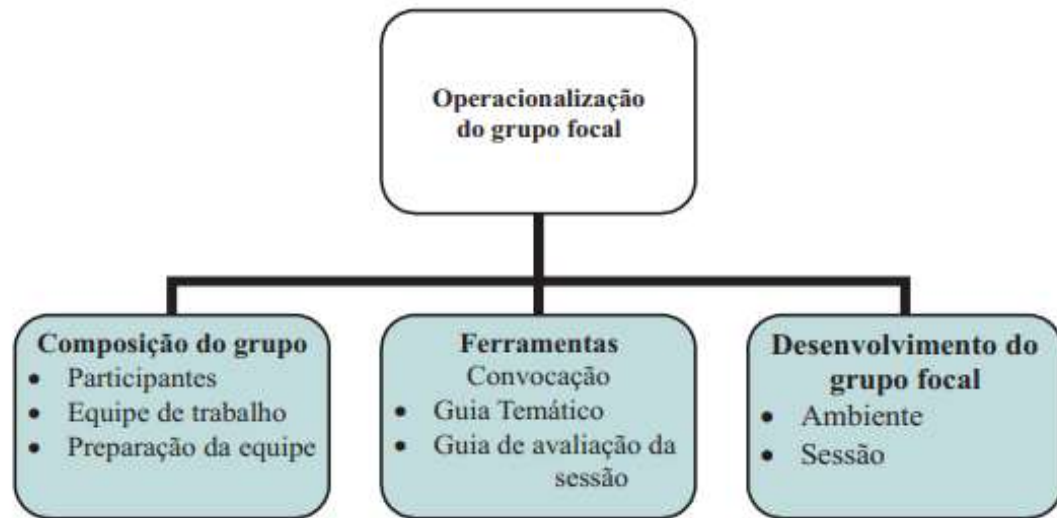 Operacionalização
do grupo focal
Composição do grupo
• Participantes
• Equipe de trabalho
• Preparação da equipe
Ferramentas
Convocação
• Guia Temático
• Guia de avaliação da
sessão
Desenvolvimento do
grupo focal
• Ambiente
• Sessão